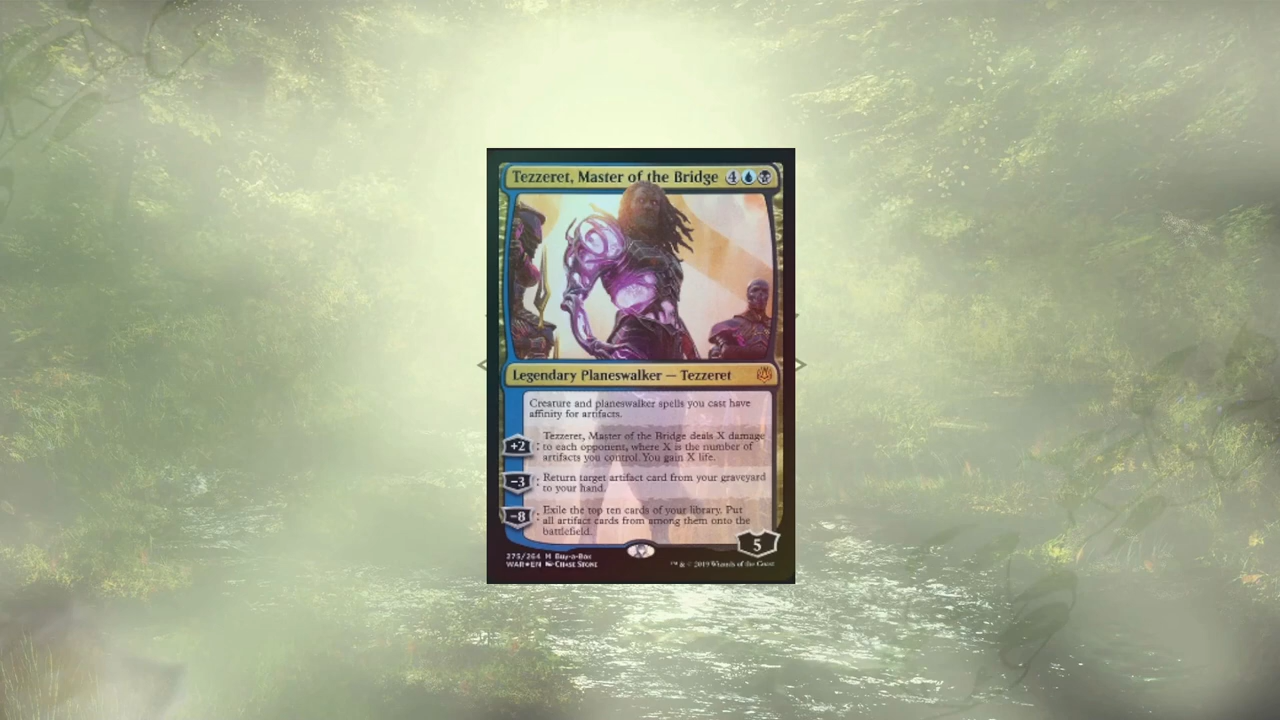 Tezzeret, Master of the Bridge 4
Legendary Planeswalker — Tezzeret
Creature and planeswalker spells you cast have
affinity for artifacts.
+2: Tezzeret, Master of the Bridge deals X damage
to each opponent, where X is the number of
artifacts you control. You gain X life.
−3: Return target artifact card from your graveyard
to your hand.
−8: Exile the top ten cards of your library. Put
all artifact cards from among them onto the
battlefield.
5
275/264 M Buy-a-Box
WAR★EN Chase Stone
™ & © 2019 Wizards of the Coast